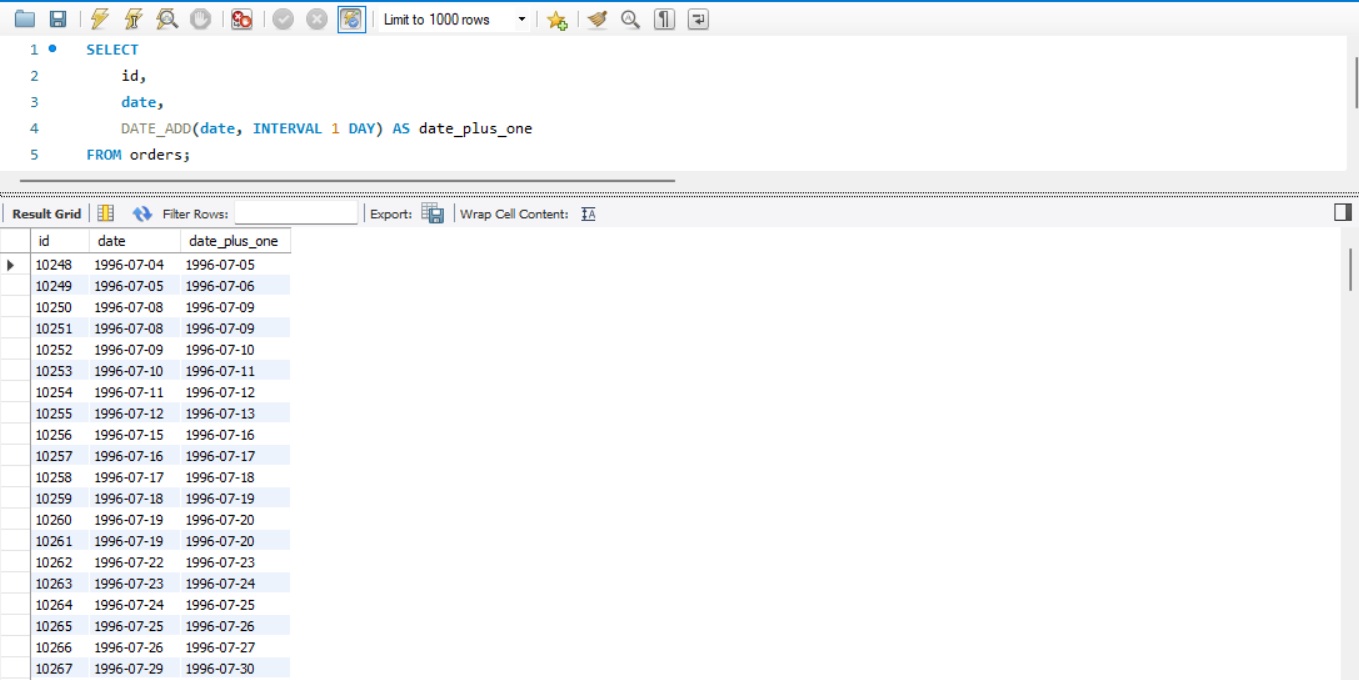 Limit to 1000 rows
1 SELECT
2 id,
3 date,
4 DATE_ADD(date, INTERVAL 1 DAY) AS date_plus_one
5 FROM orders;
Result Grid Filter Rows: Export: Wrap Cell Content:
id date date_plus_one
10248 1996-07-04 1996-07-05
10249 1996-07-05 1996-07-06
10250 1996-07-08 1996-07-09
10251 1996-07-08 1996-07-09
10252 1996-07-09 1996-07-10
10253 1996-07-10 1996-07-11
10254 1996-07-11 1996-07-12
10255 1996-07-12 1996-07-13
10256 1996-07-15 1996-07-16
10257 1996-07-16 1996-07-17
10258 1996-07-17 1996-07-18
10259 1996-07-18 1996-07-19
10260 1996-07-19 1996-07-20
10261 1996-07-19 1996-07-20
10262 1996-07-22 1996-07-23
10263 1996-07-23 1996-07-24
10264 1996-07-24 1996-07-25
10265 1996-07-25 1996-07-26
10266 1996-07-26 1996-07-27
10267 1996-07-29 1996-07-30